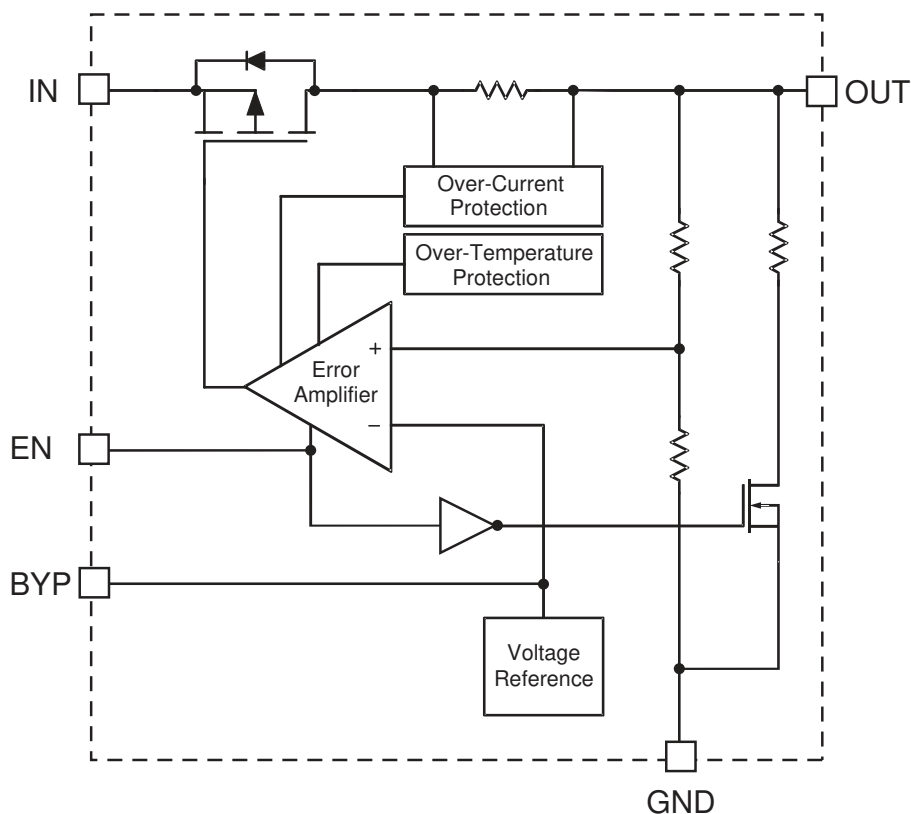 IN
OUT
Over-Current
Protection
Over-Temperature
Protection
+
Error
Amplifier
−
EN
BYP
Voltage
Reference
GND